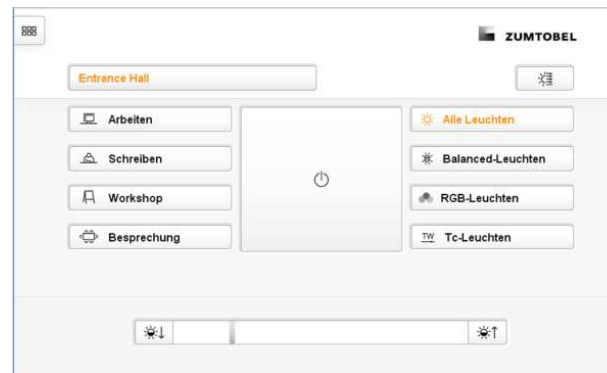 ZUMTOBEL
Entrance Hall
Arbeiten
Alle Leuchten
Schreiben
Balanced-Leuchten
Workshop
RGB-Leuchten
Besprechung
TW Tc-Leuchten